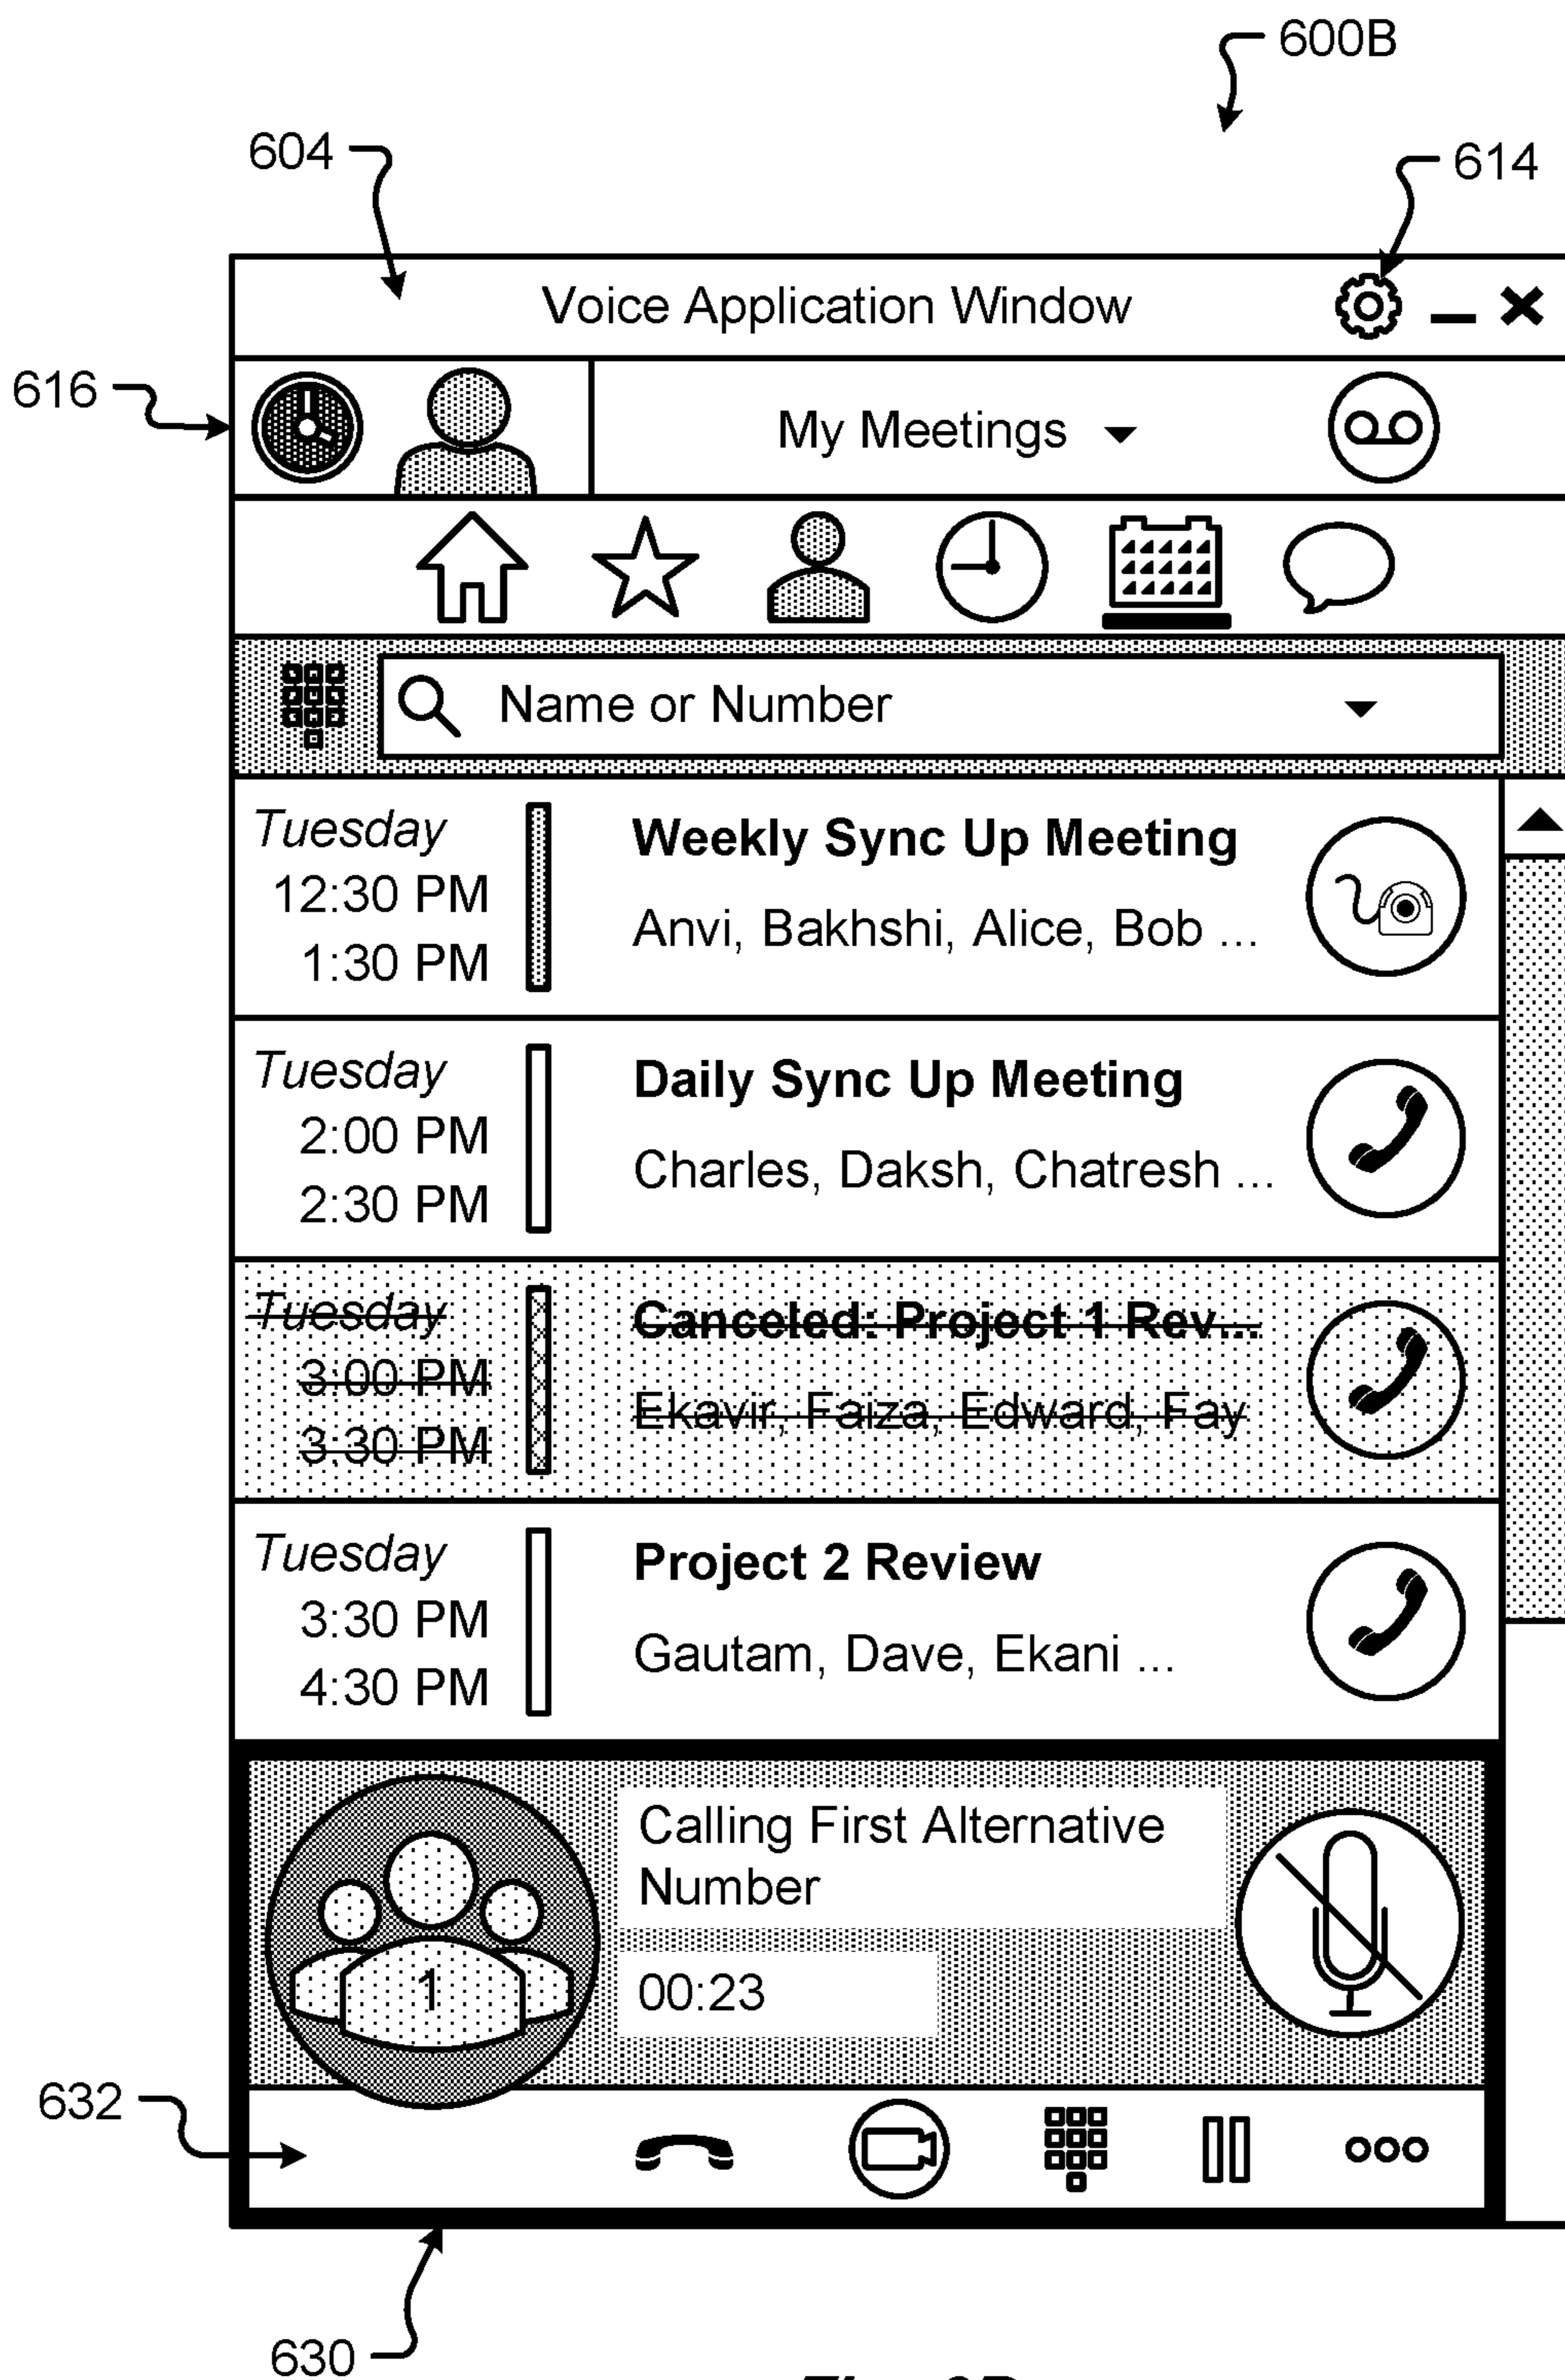 600B
604
614
Voice Application Window
616
My Meetings
Name or Number
Tuesday
12:30 PM
1:30 PM
Weekly Sync Up Meeting
Anvi, Bakhshi, Alice, Bob ...
Tuesday
2:00 PM
2:30 PM
Daily Sync Up Meeting
Charles, Daksh, Chatresh ...
Tuesday
3:00 PM
3:30 PM
Canceled: Project 1 Rev...
Ekavir, Faiza, Edward, Fay
Tuesday
3:30 PM
4:30 PM
Project 2 Review
Gautam, Dave, Ekani ...
1
Calling First Alternative
Number
00:23
632
630